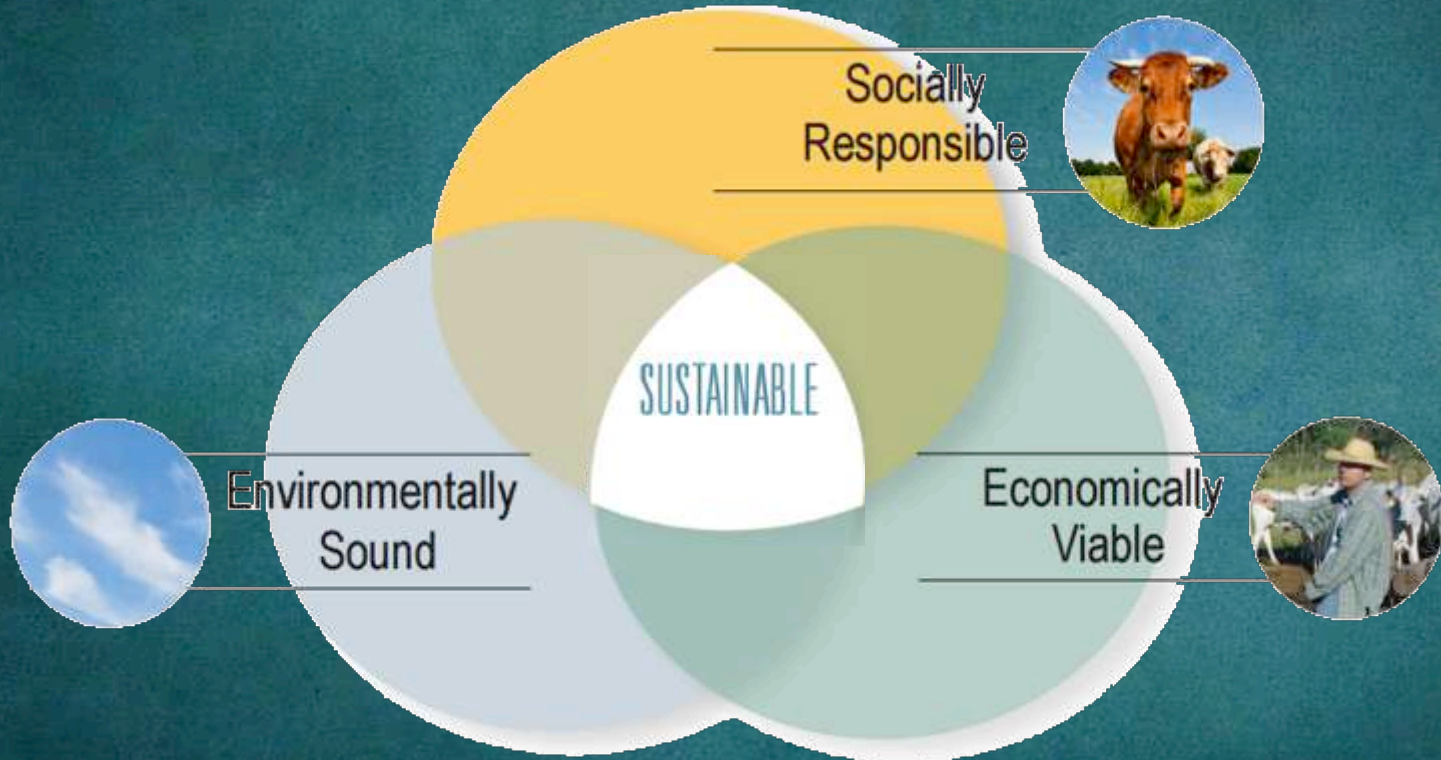 Socially
Responsible
SUSTAINABLE
Environmentally
Sound
Economically
Viable